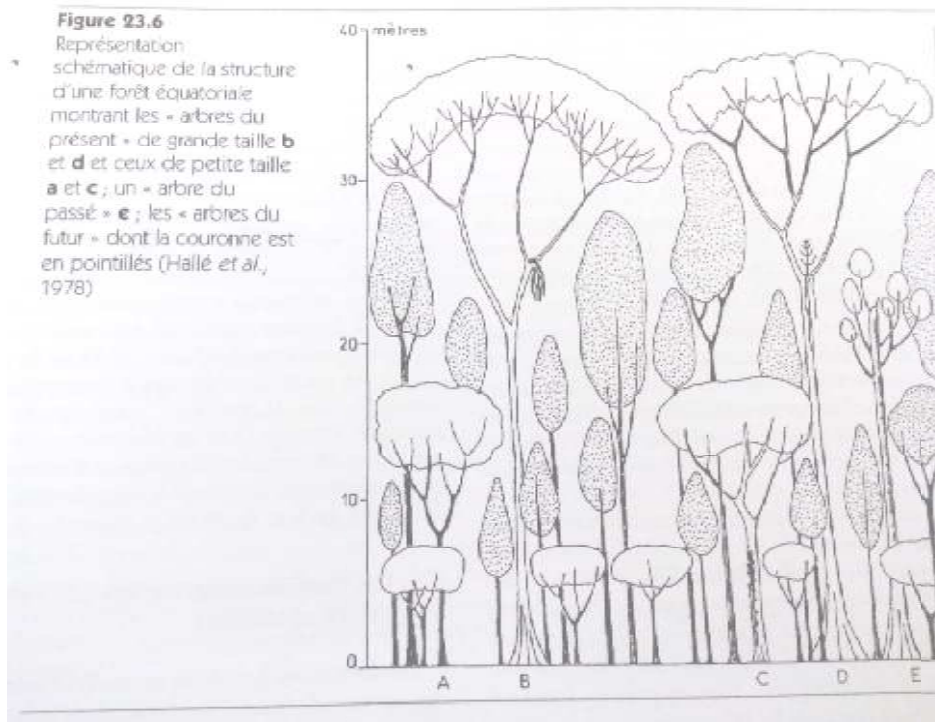 Figure 23.6
Représentation
schématique de la structure
d'une forêt équatoriale
montrant les « arbres du
présent » de grande taille b
et d et ceux de petite taille
a et c ; un « arbre du
passé » e ; les « arbres du
futur » dont la couronne est
en pointillés (Hallé et al.,
1978)
40 mètres
30
20
10
0
A B C D E